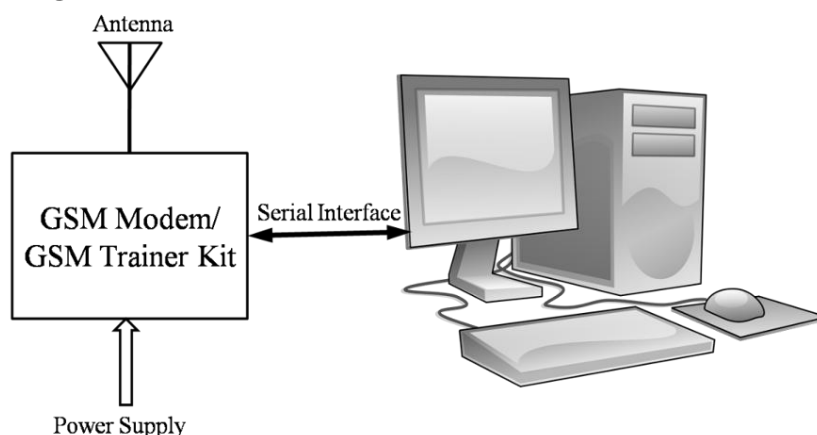 Antenna
GSM Modem/
GSM Trainer Kit
Serial Interface
Power Supply